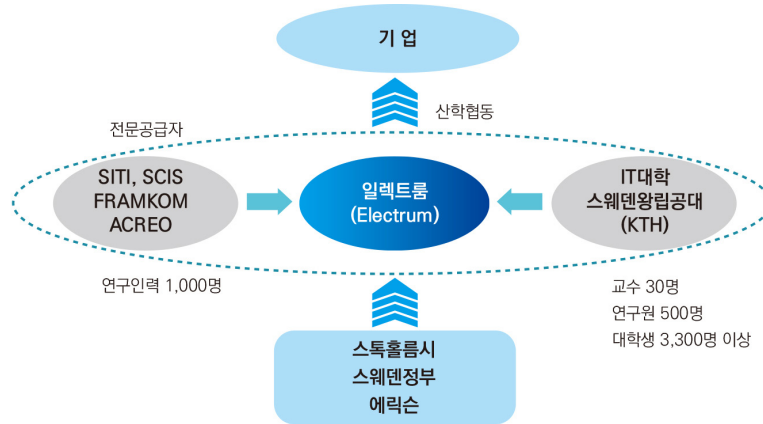 기 업
산학협동
전문공급자
SITI, SCIS
FRAMKOM
ACREO
일렉트룸
(Electrum)
IT대학
스웨덴왕립공대
(KTH)
연구인력 1,000명
교수 30명
연구원 500명
대학생 3,300명 이상
스톡홀름시
스웨덴정부
에릭슨